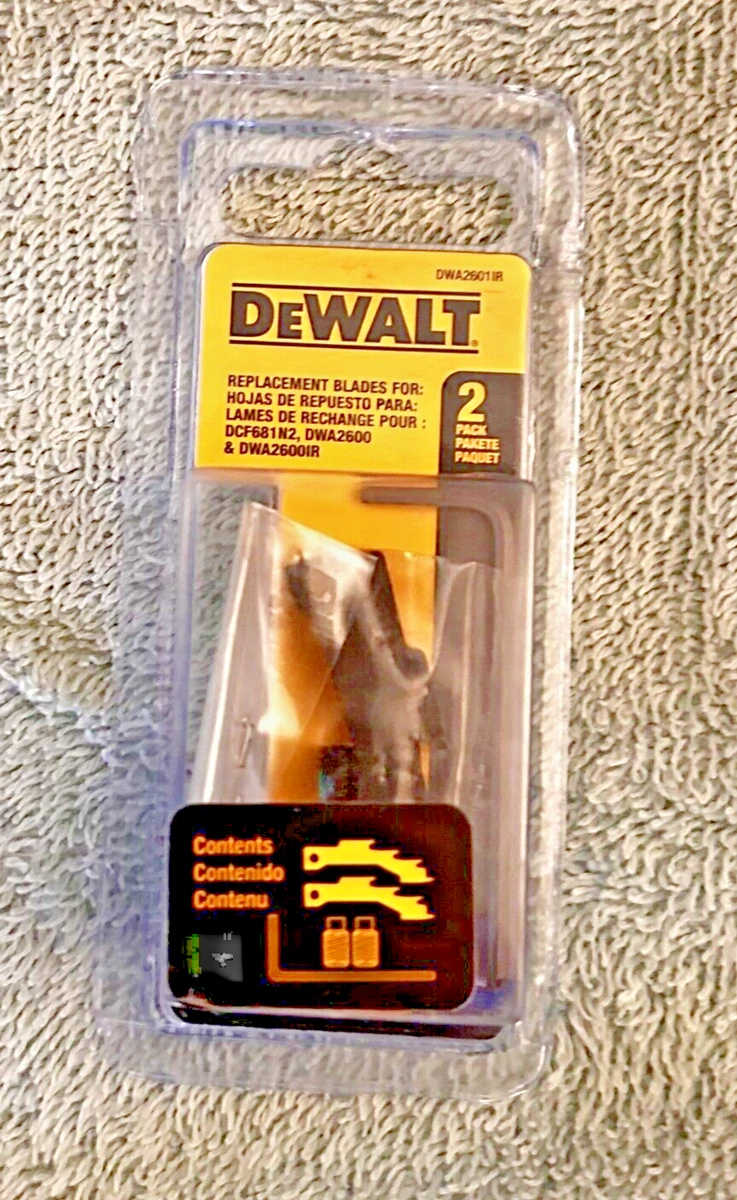 DWA2601IR
DEWALT
REPLACEMENT BLADES FOR:
HOJAS DE REPUESTO PARA:
LAMES DE RECHANGE POUR :
DCF681N2, DWA2600
& DWA2600IR
2
PACK
PAKETE
PAQUET
Contents
Contenido
Contenu